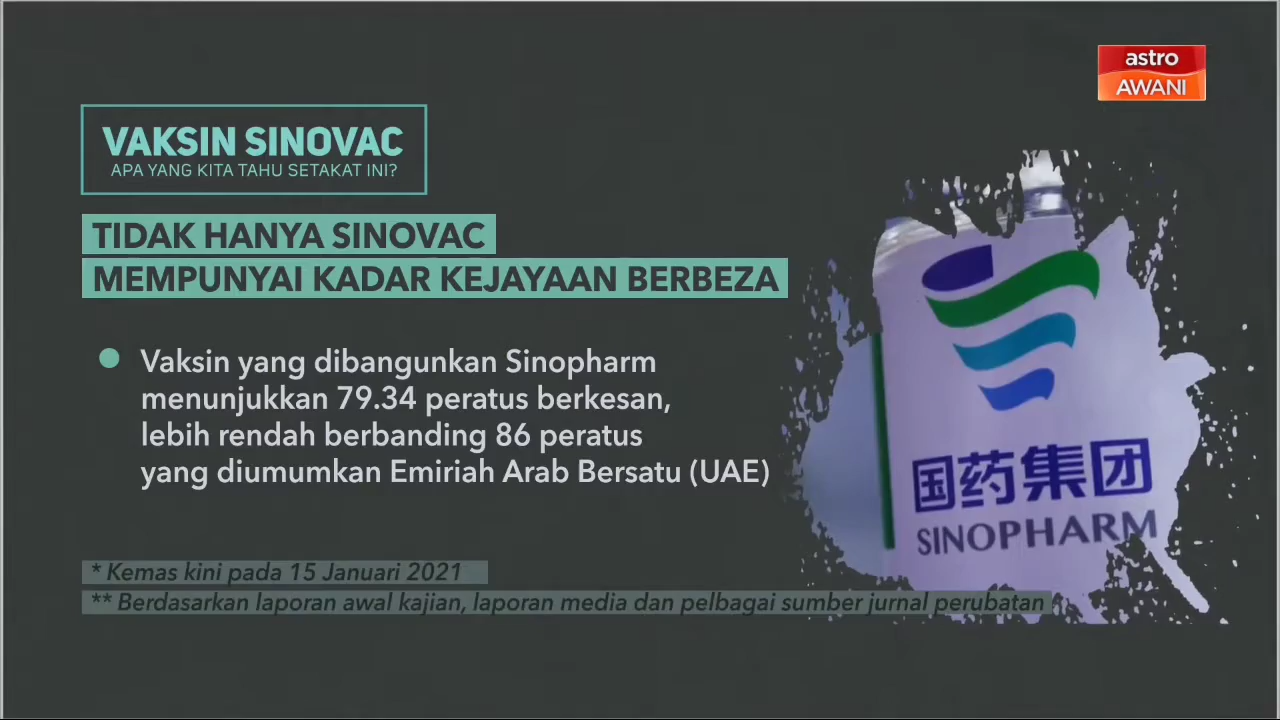 astro
AWANI
VAKSIN SINOVAC
APA YANG KITA TAHU SETAKAT INI?
TIDAK HANYA SINOVAC
MEMPUNYAI KADAR KEJAYAAN BERBEZA
Vaksin yang dibangunkan Sinopharm
menunjukkan 79.34 peratus berkesan,
lebih rendah berbanding 86 peratus
yang diumumkan Emiriah Arab Bersatu (UAE)
国药集团
SINOPHARM
* Kemas kini pada 15 Januari 2021
** Berdasarkan laporan awal kajian, laporan media dan pelbagai sumber jurnal perubatan